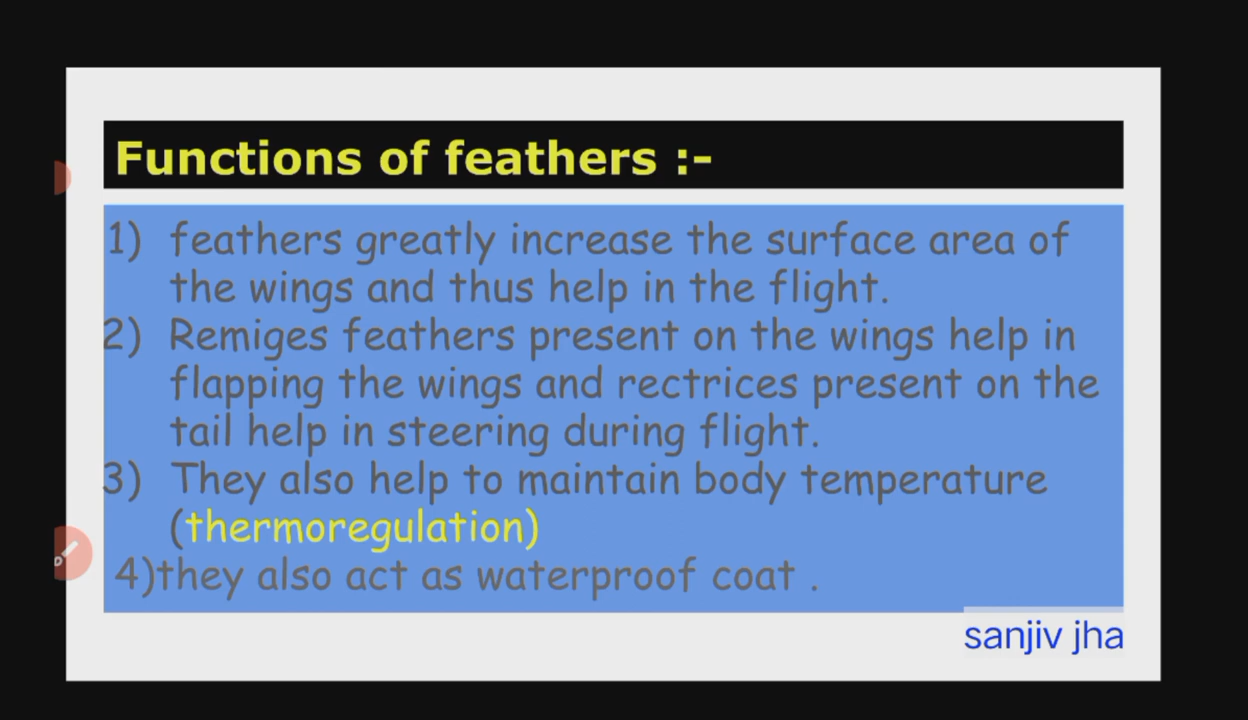 Functions of feathers :-
1) feathers greatly increase the surface area of
the wings and thus help in the flight.
2) Remiges feathers present on the wings help in
flapping the wings and rectrices present on the
tail help in steering during flight.
3) They also help to maintain body temperature
(thermoregulation)
4)they also act as waterproof coat .
sanjiv jha